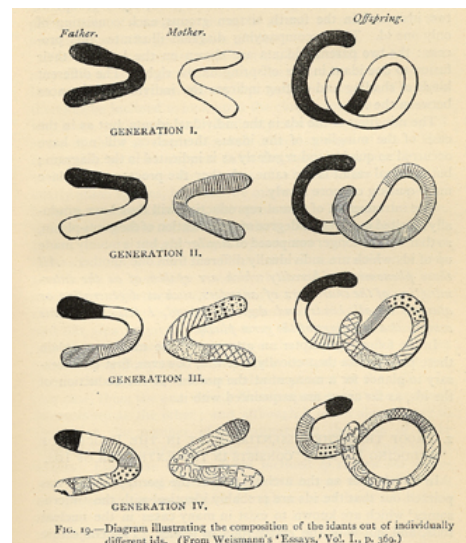 Father. Mother. Offspring.
GENERATION I.
GENERATION II.
GENERATION III.
GENERATION IV.
FIG. 19.—Diagram illustrating the composition of the idants out of individually
different ids. (From Weismann's 'Essays,' Vol. I., p. 369.)